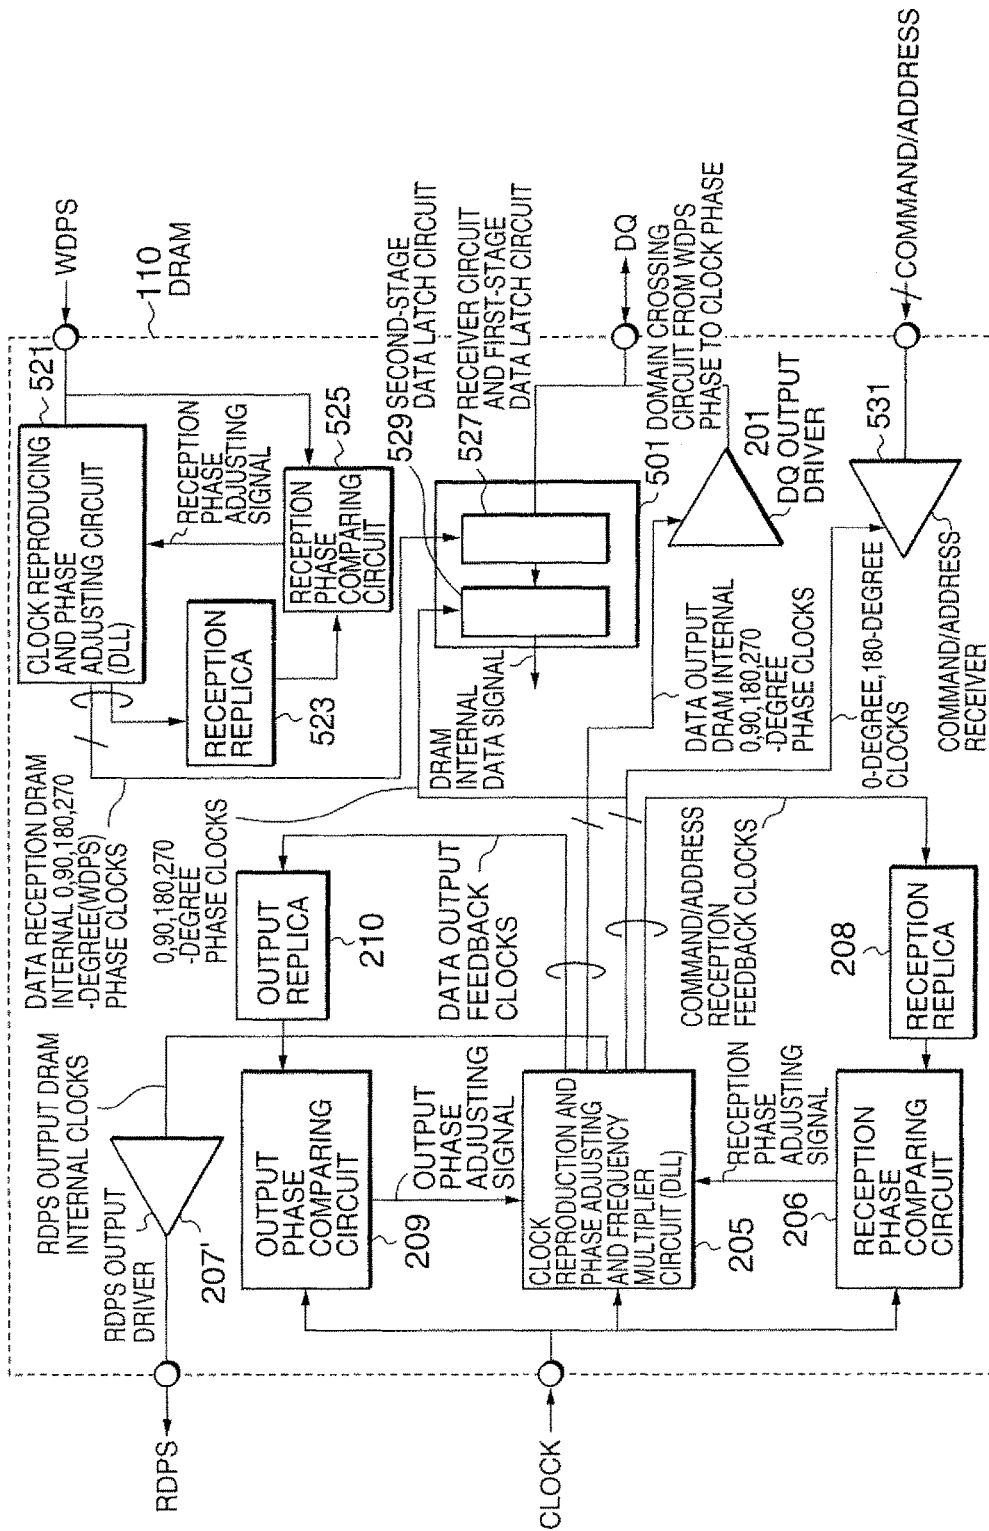 RDPS
RDPS OUTPUT
DRIVER
207'
RDPS OUTPUT DRAM
INTERNAL CLOCKS
DATA RECEPTION DRAM
INTERNAL 0,90,180,270
-DEGREE(WDPS)
PHASE CLOCKS
CLOCK REPRODUCING
AND PHASE
ADJUSTING CIRCUIT
(DLL)
521
WDPS
110
DRAM
RECEPTION
PHASE
ADJUSTING
SIGNAL
RECEPTION
REPLICA
523
RECEPTION
PHASE
COMPARING
CIRCUIT
525
0,90,180,270
-DEGREE
PHASE CLOCKS
OUTPUT
REPLICA
210
OUTPUT
PHASE
COMPARING
CIRCUIT
209
OUTPUT
PHASE
ADJUSTING
SIGNAL
DATA OUTPUT
FEEDBACK
CLOCKS
DRAM
INTERNAL
DATA SIGNAL
529 SECOND-STAGE
DATA LATCH CIRCUIT
527 RECEIVER CIRCUIT
AND FIRST-STAGE
DATA LATCH CIRCUIT
DQ
501 DOMAIN CROSSING
CIRCUIT FROM WDPS
PHASE TO CLOCK PHASE
201
DQ OUTPUT
DRIVER
CLOCK
CLOCK
REPRODUCTION AND
PHASE ADJUSTING
AND FREQUENCY
MULTIPLIER
CIRCUIT (DLL)
205
DATA OUTPUT
DRAM INTERNAL
0,90,180,270
-DEGREE
PHASE CLOCKS
COMMAND/ADDRESS
RECEPTION
FEEDBACK CLOCKS
RECEPTION
PHASE
ADJUSTING
SIGNAL
206
RECEPTION
PHASE
COMPARING
CIRCUIT
208
RECEPTION
REPLICA
0-DEGREE,180-DEGREE
CLOCKS
531
COMMAND/ADDRESS
RECEIVER
COMMAND/ADDRESS